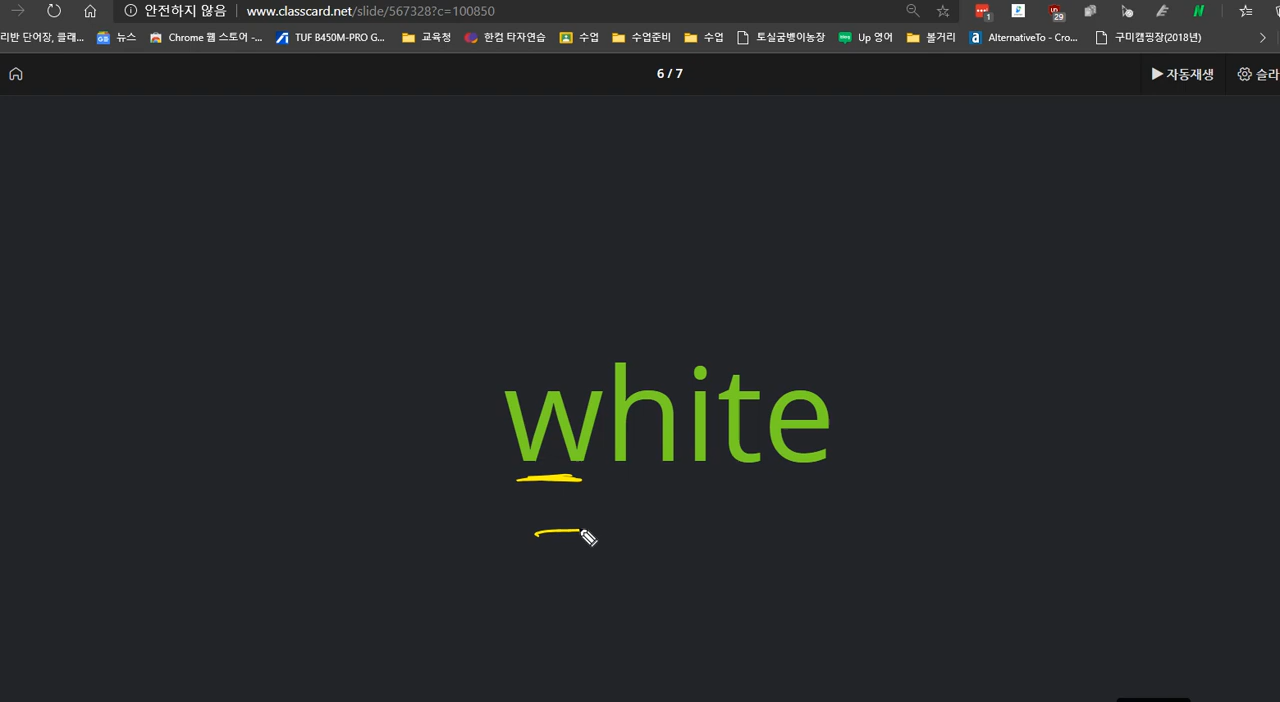 안전하지 않음 www.classcard.net/slide/567328?c=100850 1 29
리반 단어장, 클래... 뉴스 Chrome 웹 스토어 -... TUF B450M-PRO G... 교육청 한컴 타자연습 수업 수업준비 수업 토실굼뱅이농장 Up 영어 볼거리 AlternativeTo - Cro... 구미캠핑장(2018년)
6 / 7 자동재생 슬라
white